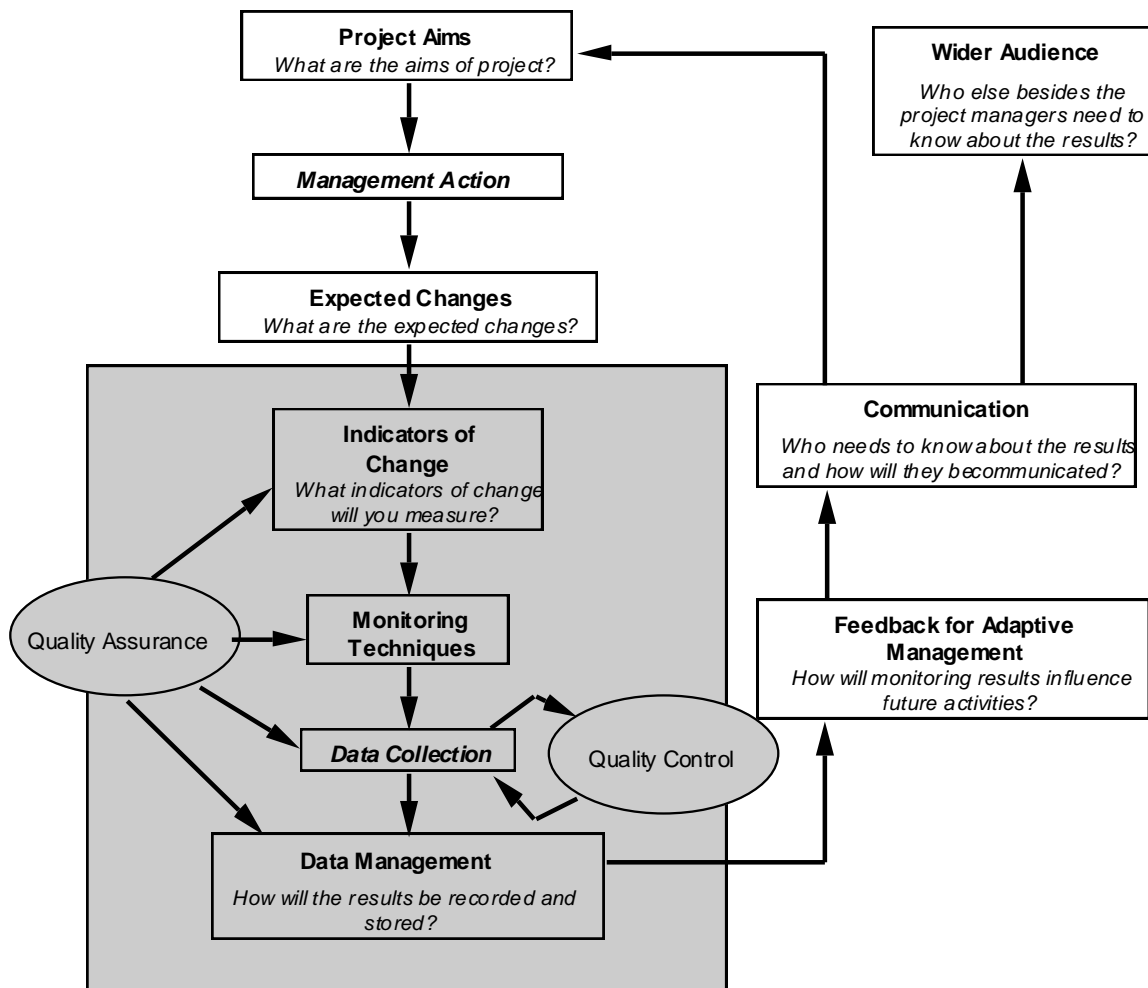 Project Aims
What are the aims of project?
Wider Audience
Who else besides the
project managers need to
know about the results?
Management Action
Expected Changes
What are the expected changes?
Indicators of
Change
What indicators of change
will you measure?
Communication
Who needs to know about the results
and how will they becommunicated?
Quality Assurance
Monitoring
Techniques
Feedback for Adaptive
Management
How will monitoring results influence
future activities?
Data Collection
Quality Control
Data Management
How will the results be recorded and
stored?